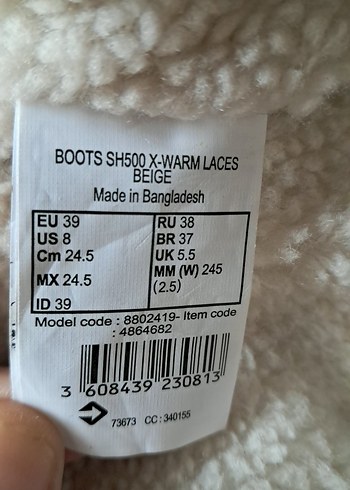 BOOTS SH500 X-WARM LACES
BEIGE
Made in Bangladesh
EU 39
US 8
Cm 24.5
MX 24.5
ID 39
RU 38
BR 37
UK 5.5
MM (W) 245
(2.5)
Model code : 8802419- Item code
: 4864682
3 608439 230813
73673 CC : 340155